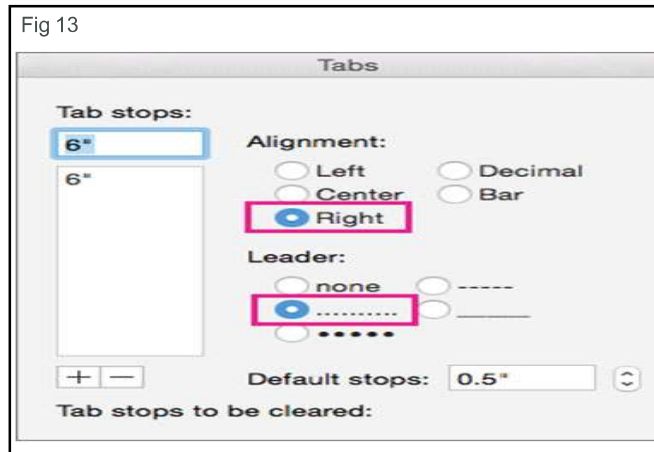 Fig 13
Tabs
Tab stops:
6"
6"
Alignment:
Left
Decimal
Center
Bar
Right
Leader:
none
-----
..........
______
•••••
+ −
Default stops: 0.5"
Tab stops to be cleared: